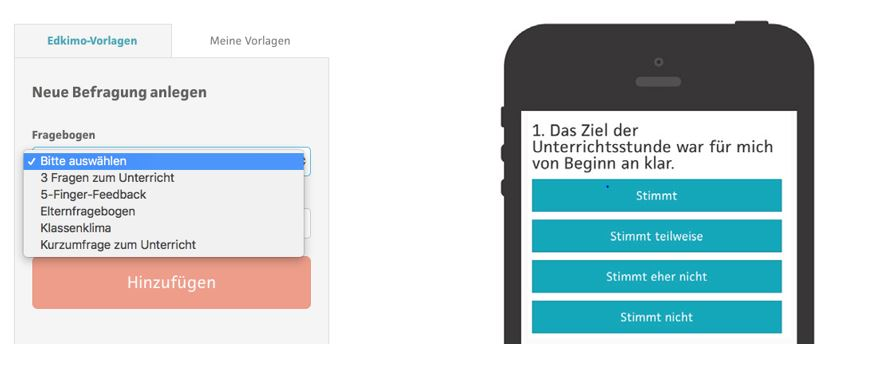 Edkimo-Vorlagen
Meine Vorlagen
Neue Befragung anlegen
Fragebogen
✓ Bitte auswählen
3 Fragen zum Unterricht
5-Finger-Feedback
Elternfragebogen
Klassenklima
Kurzumfrage zum Unterricht
Hinzufügen
1. Das Ziel der
Unterrichtsstunde war für mich
von Beginn an klar.
Stimmt
Stimmt teilweise
Stimmt eher nicht
Stimmt nicht